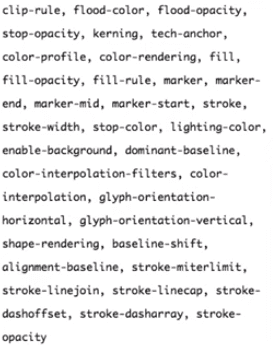 clip-rule, flood-color, flood-opacity,
stop-opacity, kerning, tech-anchor,
color-profile, color-rendering, fill,
fill-opacity, fill-rule, marker, marker-
end, marker-mid, marker-start, stroke,
stroke-width, stop-color, lighting-color,
enable-background, dominant-baseline,
color-interpolation-filters, color-
interpolation, glyph-orientation-
horizontal, glyph-orientation-vertical,
shape-rendering, baseline-shift,
alignment-baseline, stroke-miterlimit,
stroke-linejoin, stroke-linecap, stroke-
dashoffset, stroke-dasharray, stroke-
opacity